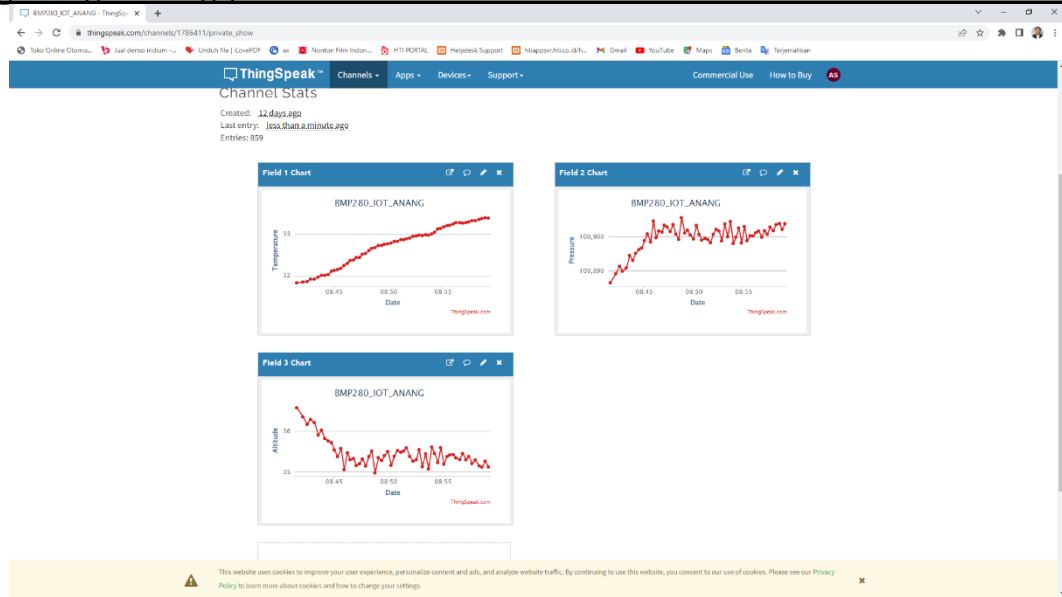 BMP280_IOT_ANANG - ThingSpe
thingspeak.com/channels/1786411/private_show
Toko Online Otomo... Jual denso iridium -... Unduh file | iLovePDF ax Nonton Film Indon... HTI PORTAL Helpdesk Support htiappsvr.hti.co.id/h... Gmail YouTube Maps Berita Terjemahkan
ThingSpeak™ Channels Apps Devices Support Commercial Use How to Buy AS
Channel Stats
Created: 12 days ago
Last entry: less than a minute ago
Entries: 859
Field 1 Chart
BMP280_IOT_ANANG
Temperature
33
32
08:45 08:50 08:55
Date
ThingSpeak.com
Field 2 Chart
BMP280_IOT_ANANG
Pressure
100,900
100,890
08:45 08:50 08:55
Date
ThingSpeak.com
Field 3 Chart
BMP280_IOT_ANANG
Altitude
36
35
08:45 08:50 08:55
Date
ThingSpeak.com
This website uses cookies to improve your user experience, personalize content and ads, and analyze website traffic. By continuing to use this website, you consent to our use of cookies. Please see our Privacy
Policy to learn more about cookies and how to change your settings.